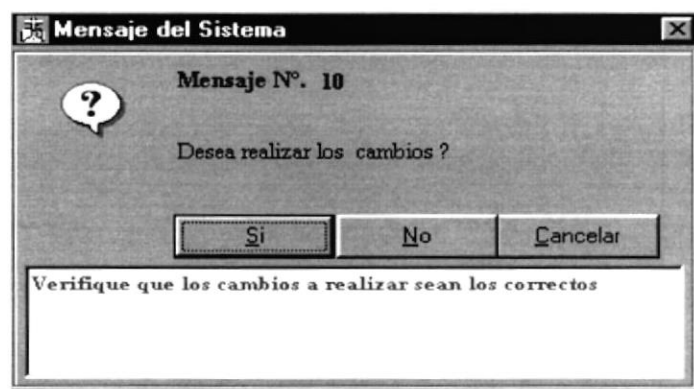 Mensaje del Sistema
Mensaje Nº. 10
?
Desea realizar los cambios ?
Si No Cancelar
Verifique que los cambios a realizar sean los correctos